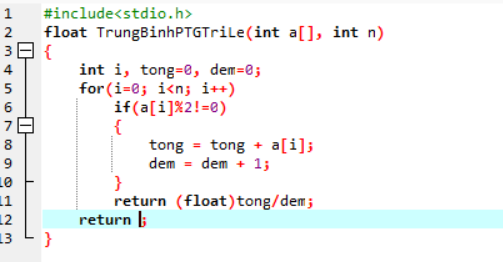 1 #include<stdio.h>
2 float TrungBinhPTGTriLe(int a[], int n)
3 {
4 int i, tong=0, dem=0;
5 for(i=0; i<n; i++)
6 if(a[i]%2!=0)
7 {
8 tong = tong + a[i];
9 dem = dem + 1;
10 }
11 return (float)tong/dem;
12 return ;
13 }